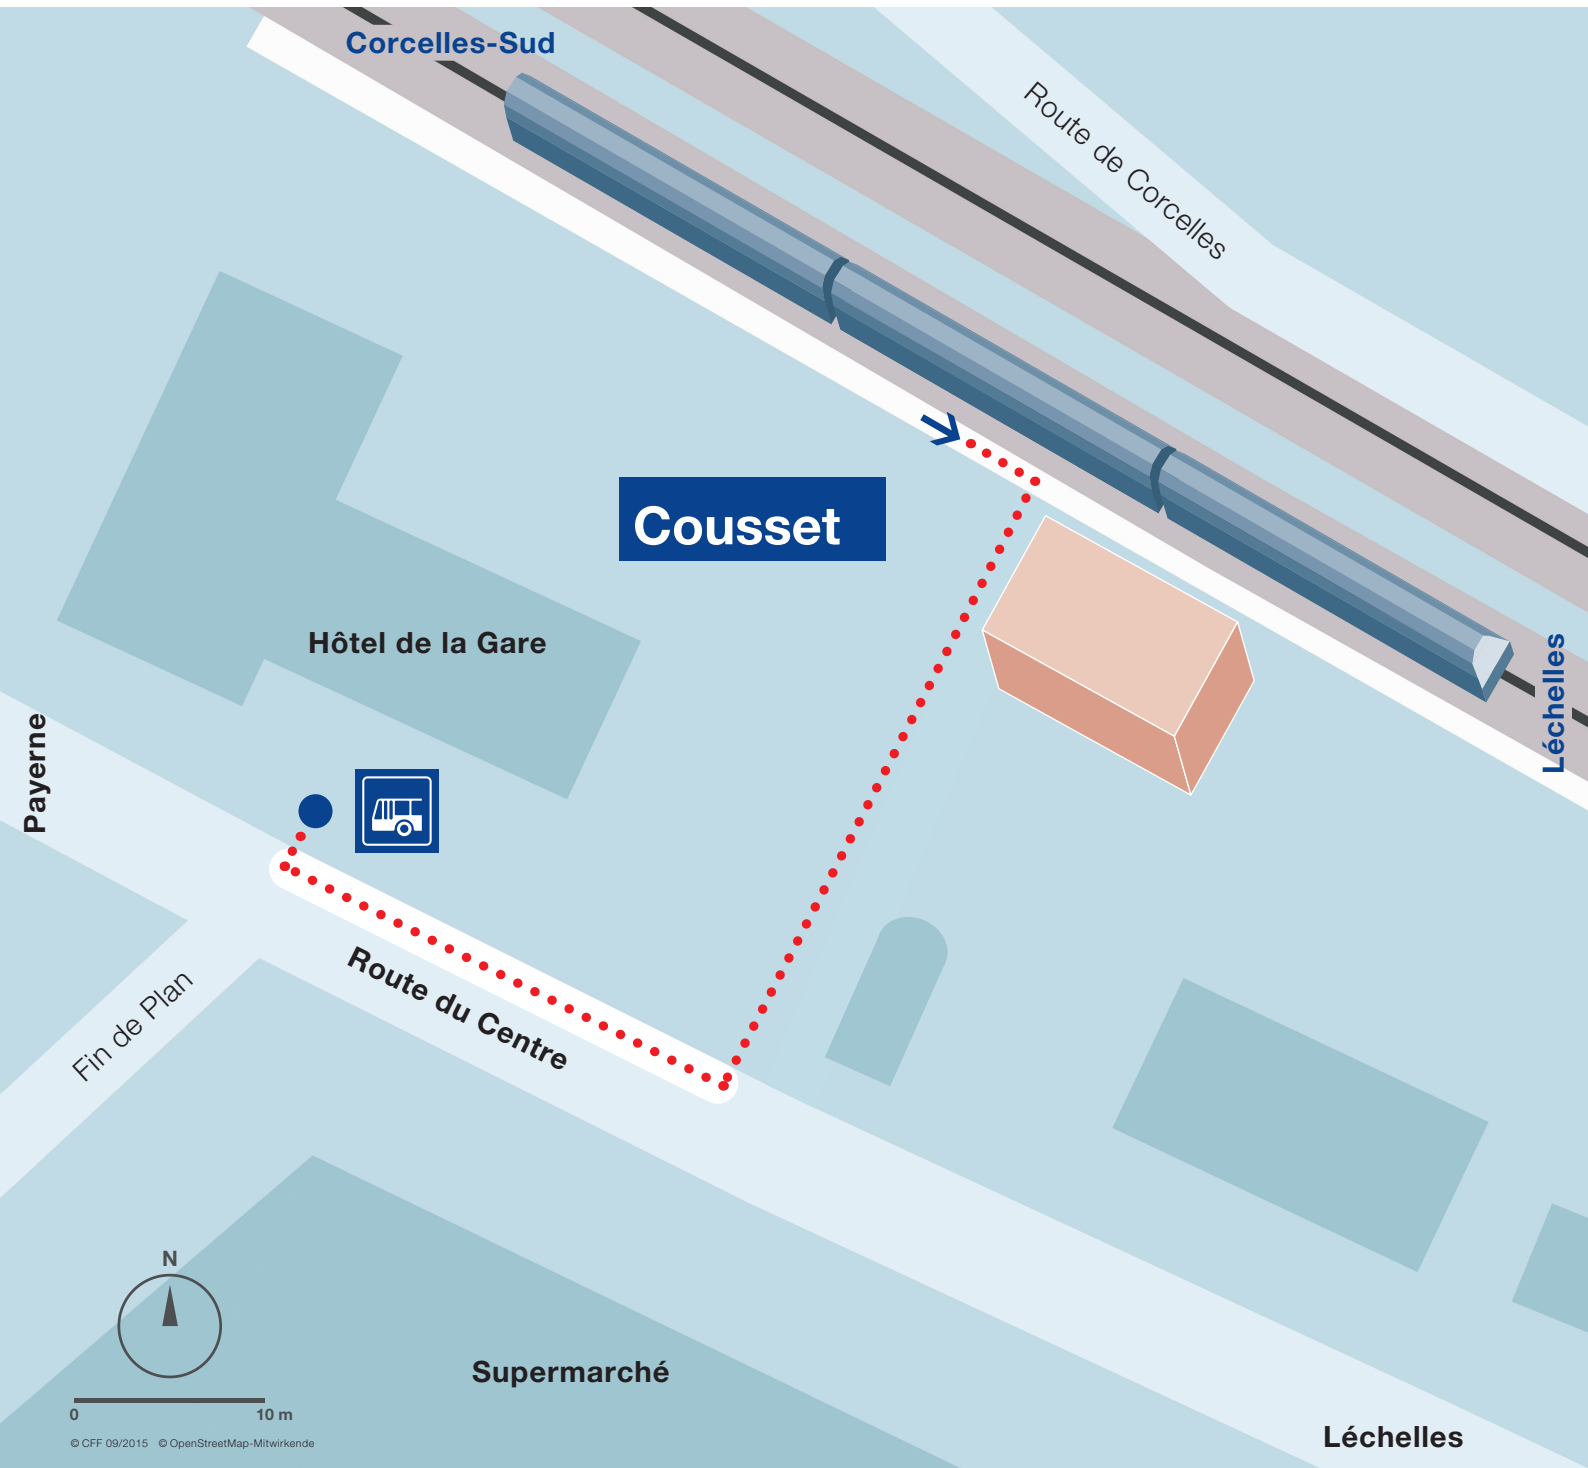 Corcelles-Sud
Route de Corcelles
Cousset
Hôtel de la Gare
Léchelles
Payerne
Route du Centre
Fin de Plan
N
Supermarché
0 10 m
Léchelles
© CFF 09/2015 © OpenStreetMap-Mitwirkende